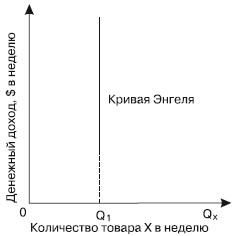 Денежный доход, $ в неделю
Кривая Энгеля
0
Q1
Qx
Количество товара X в неделю